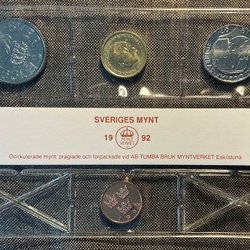 SVERIGES MYNT
19 92
Ocirkulerade mynt, präglade och förpackade vid AB TUMBA BRUK MYNTVERKET Eskilstuna